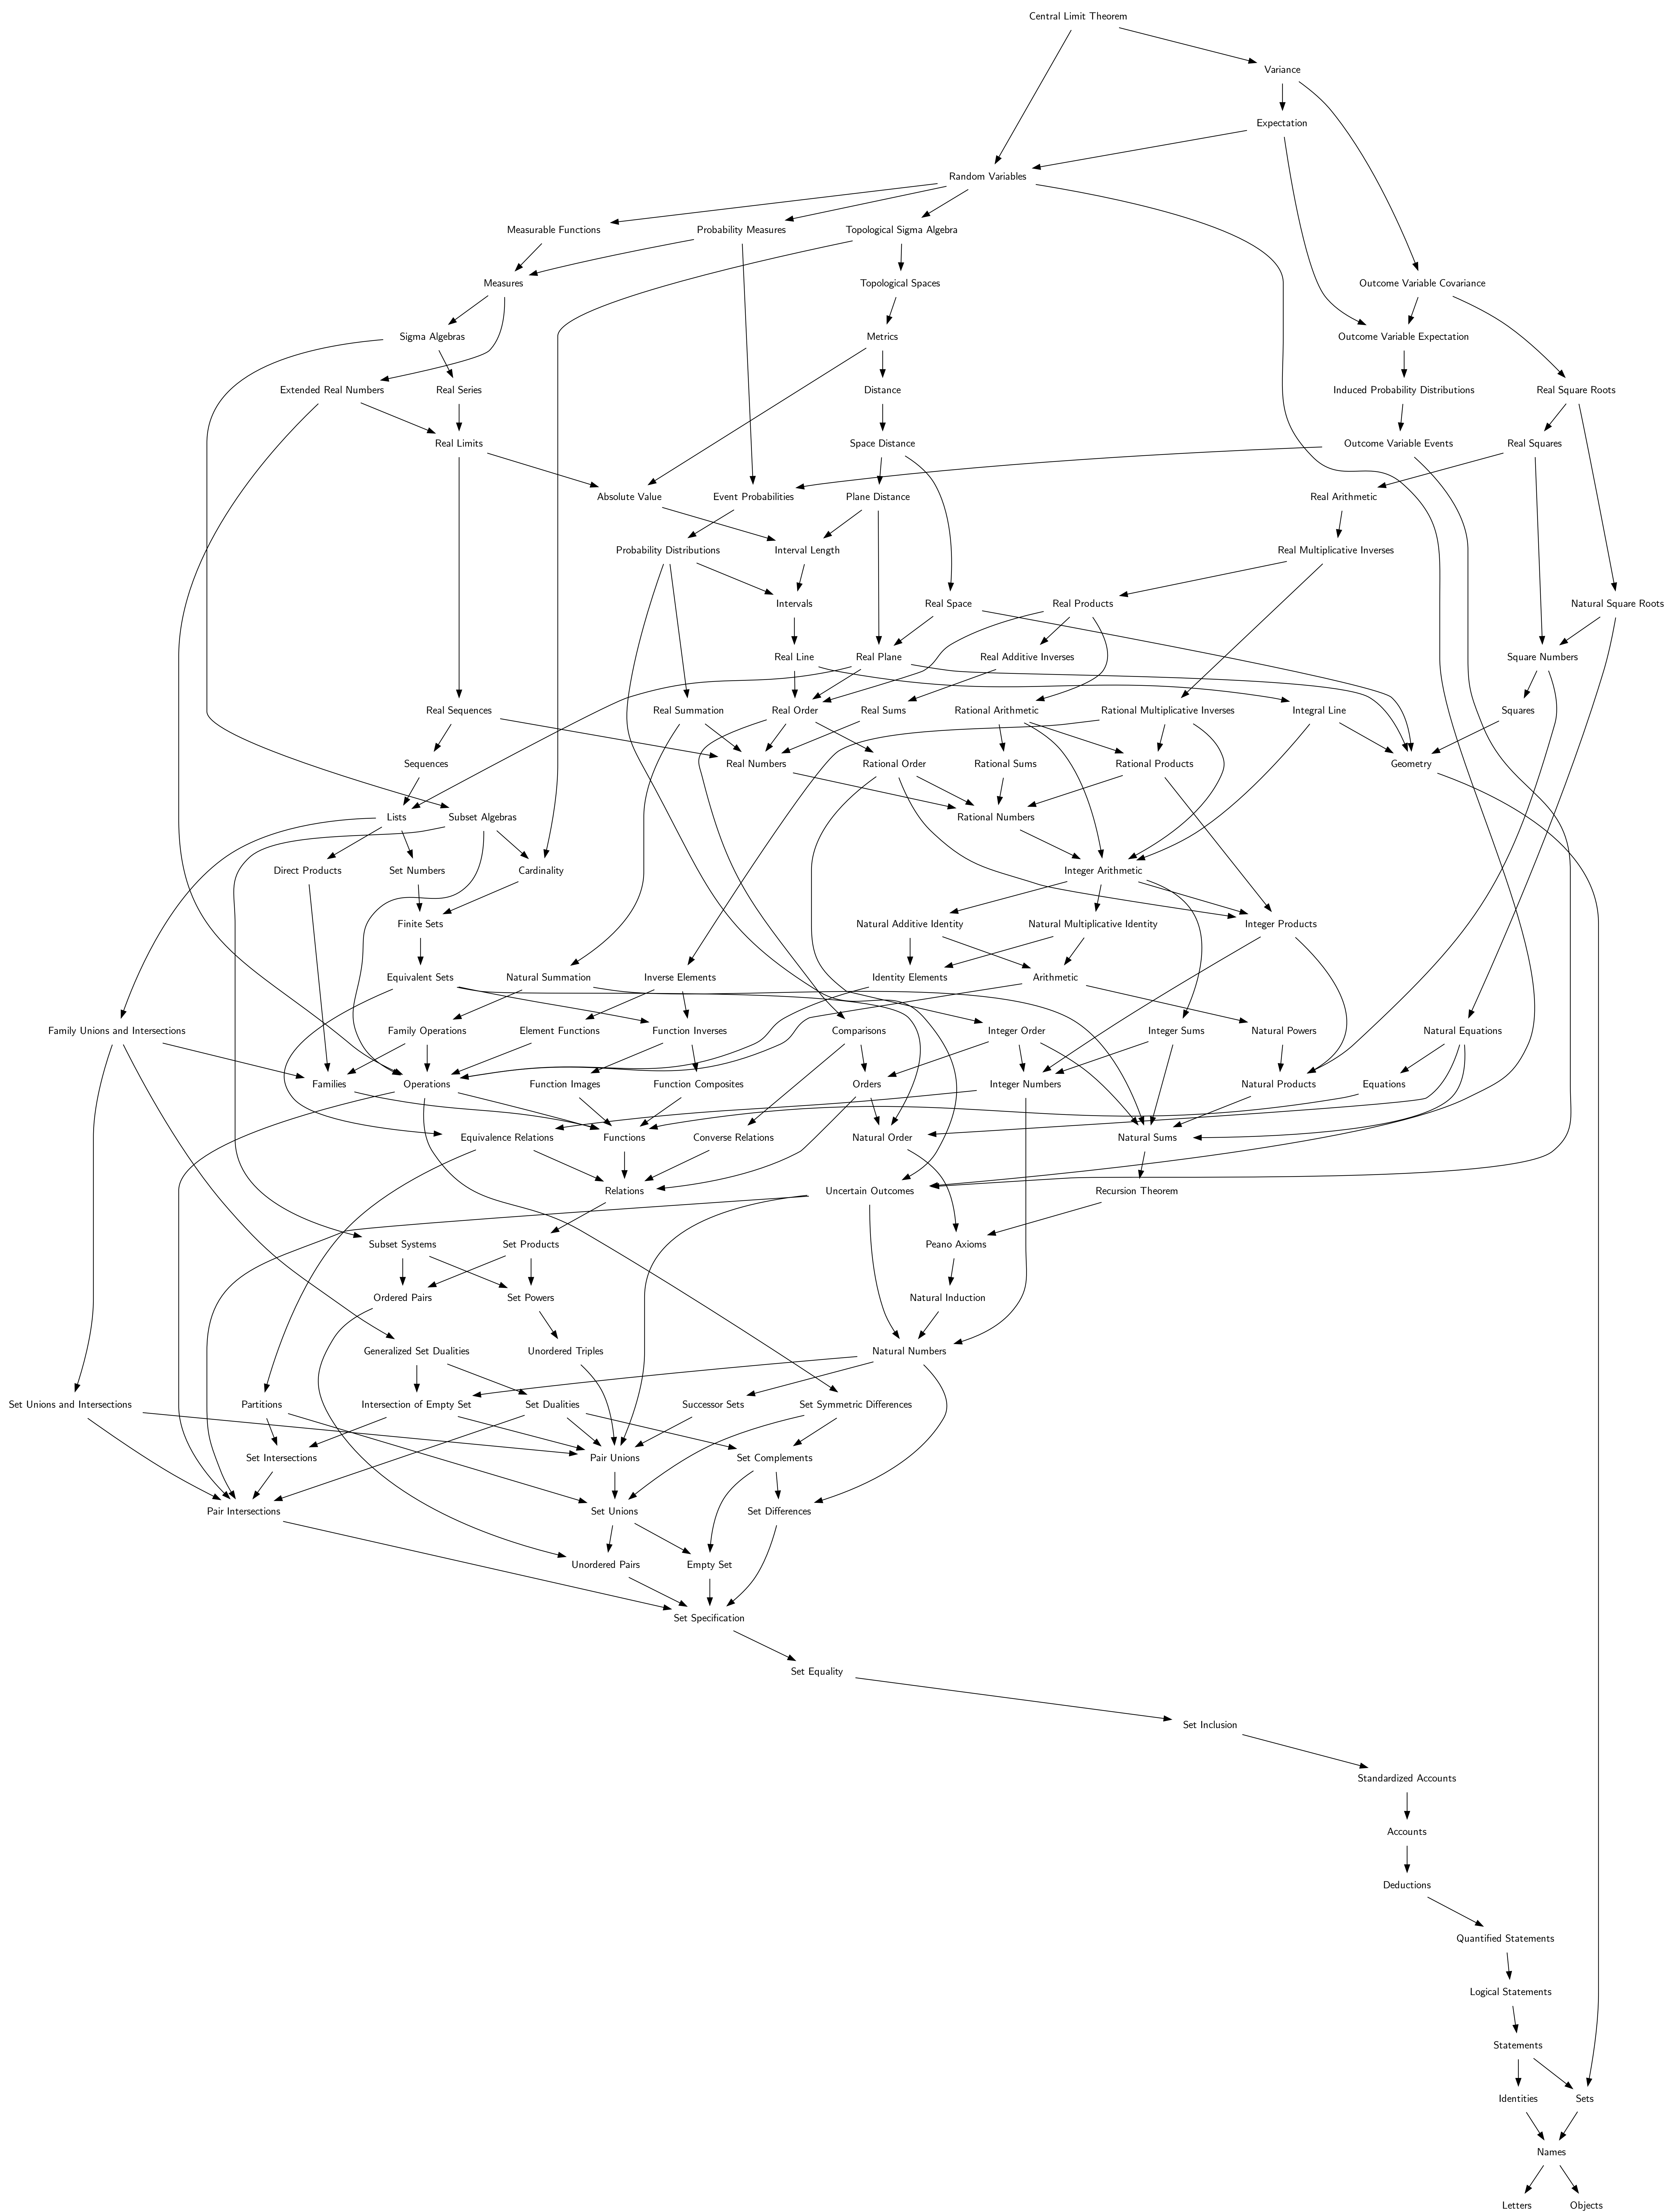 Central Limit Theorem
Variance
Expectation
Random Variables
Measurable Functions
Probability Measures
Topological Sigma Algebra
Measures
Topological Spaces
Outcome Variable Covariance
Sigma Algebras
Metrics
Outcome Variable Expectation
Extended Real Numbers
Real Series
Distance
Induced Probability Distributions
Real Square Roots
Real Limits
Space Distance
Outcome Variable Events
Real Squares
Absolute Value
Event Probabilities
Plane Distance
Real Arithmetic
Probability Distributions
Interval Length
Real Multiplicative Inverses
Intervals
Real Space
Real Products
Natural Square Roots
Real Line
Real Plane
Real Additive Inverses
Square Numbers
Real Sequences
Real Summation
Real Order
Real Sums
Rational Arithmetic
Rational Multiplicative Inverses
Integral Line
Squares
Sequences
Real Numbers
Rational Order
Rational Sums
Rational Products
Geometry
Lists
Subset Algebras
Rational Numbers
Direct Products
Set Numbers
Cardinality
Integer Arithmetic
Finite Sets
Natural Additive Identity
Natural Multiplicative Identity
Integer Products
Equivalent Sets
Natural Summation
Inverse Elements
Identity Elements
Arithmetic
Family Unions and Intersections
Family Operations
Element Functions
Function Inverses
Comparisons
Integer Order
Integer Sums
Natural Powers
Natural Equations
Families
Operations
Function Images
Function Composites
Orders
Integer Numbers
Natural Products
Equations
Equivalence Relations
Functions
Converse Relations
Natural Order
Natural Sums
Relations
Uncertain Outcomes
Recursion Theorem
Subset Systems
Set Products
Peano Axioms
Ordered Pairs
Set Powers
Natural Induction
Generalized Set Dualities
Unordered Triples
Natural Numbers
Set Unions and Intersections
Partitions
Intersection of Empty Set
Set Dualities
Successor Sets
Set Symmetric Differences
Set Intersections
Pair Unions
Set Complements
Pair Intersections
Set Unions
Set Differences
Unordered Pairs
Empty Set
Set Specification
Set Equality
Set Inclusion
Standardized Accounts
Accounts
Deductions
Quantified Statements
Logical Statements
Statements
Identities
Sets
Names
Letters
Objects